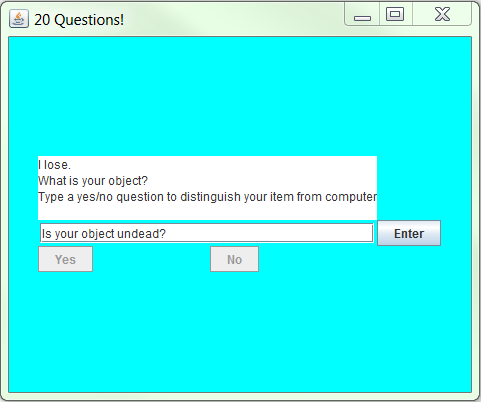 20 Questions!
I lose.
What is your object?
Type a yes/no question to distinguish your item from computer
Is your object undead?
Enter
Yes No